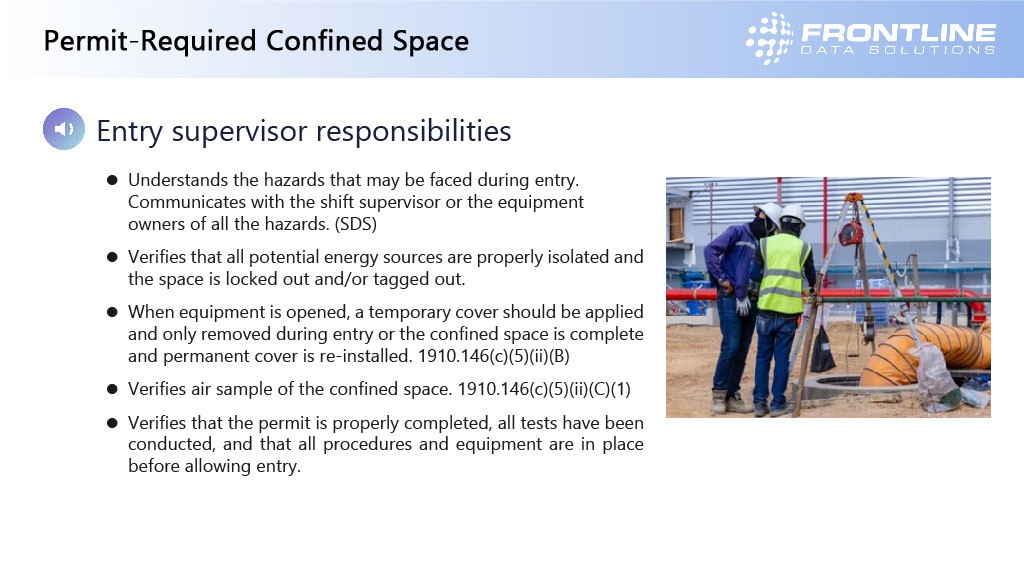 Permit-Required Confined Space
FRONTLINE
DATA SOLUTIONS
Entry supervisor responsibilities
● Understands the hazards that may be faced during entry.
Communicates with the shift supervisor or the equipment
owners of all the hazards. (SDS)
● Verifies that all potential energy sources are properly isolated and
the space is locked out and/or tagged out.
● When equipment is opened, a temporary cover should be applied
and only removed during entry or the confined space is complete
and permanent cover is re-installed. 1910.146(c)(5)(ii)(B)
● Verifies air sample of the confined space. 1910.146(c)(5)(ii)(C)(1)
● Verifies that the permit is properly completed, all tests have been
conducted, and that all procedures and equipment are in place
before allowing entry.